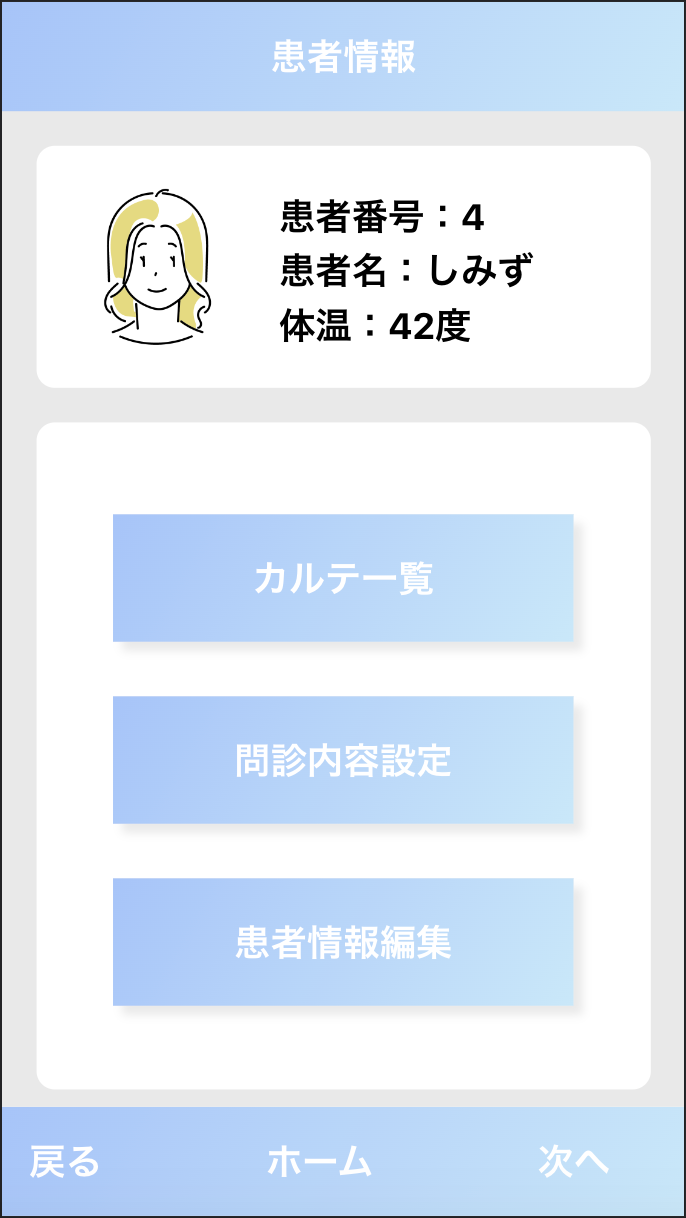 患者情報
患者番号：4
患者名：しみず
体温：42度
カルテ一覧
問診内容設定
患者情報編集
戻る ホーム 次へ